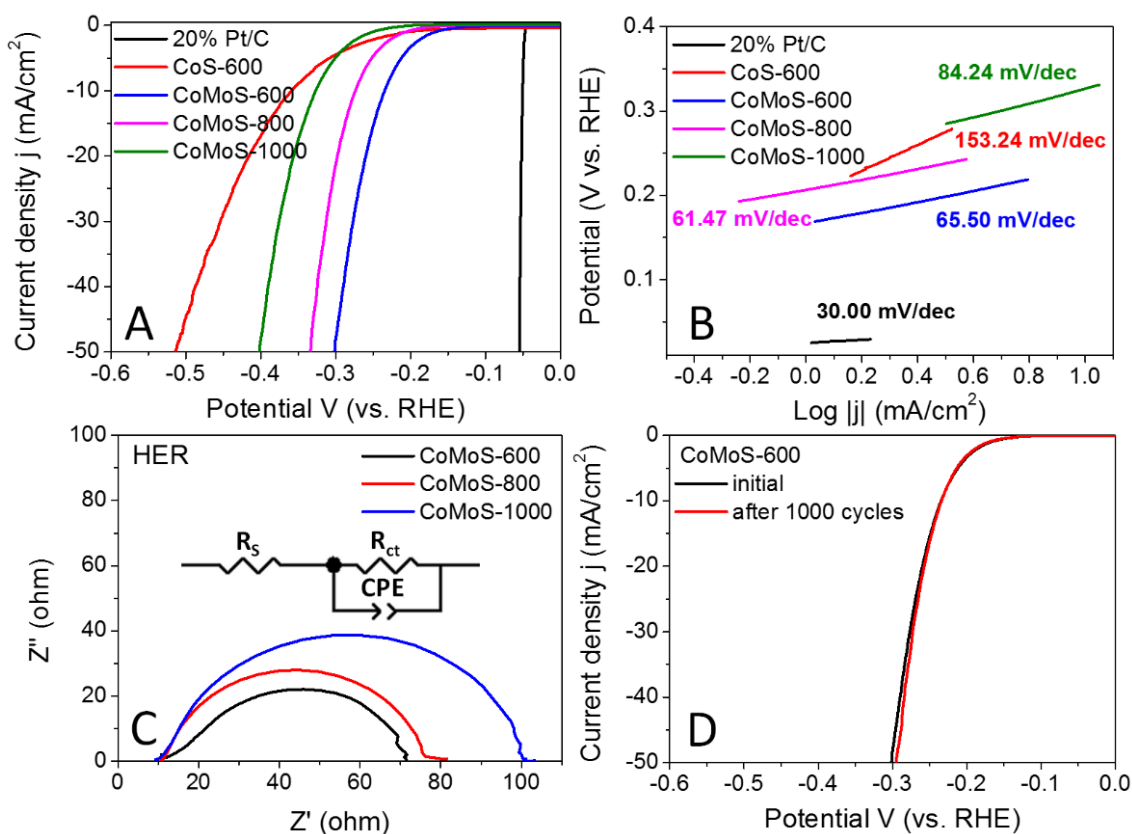 0
-10
-20
-30
-40
-50
Current density j (mA/cm²)
20% Pt/C
CoS-600
CoMoS-600
CoMoS-800
CoMoS-1000
A
-0.6 -0.5 -0.4 -0.3 -0.2 -0.1 0.0
Potential V (vs. RHE)
0.4
0.3
0.2
0.1
Potential (V vs. RHE)
20% Pt/C
CoS-600
CoMoS-600
CoMoS-800
CoMoS-1000
84.24 mV/dec
153.24 mV/dec
61.47 mV/dec
65.50 mV/dec
30.00 mV/dec
B
-0.4 -0.2 0.0 0.2 0.4 0.6 0.8 1.0
Log |j| (mA/cm²)
100
80
60
40
20
0
Z'' (ohm)
HER
CoMoS-600
CoMoS-800
CoMoS-1000
Rs
Rct
CPE
C
0 20 40 60 80 100
Z' (ohm)
0
-10
-20
-30
-40
-50
Current density j (mA/cm²)
CoMoS-600
initial
after 1000 cycles
D
-0.6 -0.5 -0.4 -0.3 -0.2 -0.1 0.0
Potential V (vs. RHE)